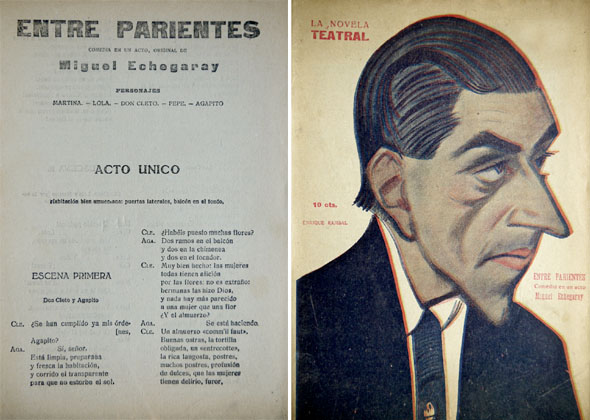 ENTRE PARIENTES
COMEDIA EN UN ACTO, ORIGINAL DE
Miguel Echegaray
PERSONAJES
MARTINA. — LOLA. — DON CLETO. — PEPE. — AGAPITO
ACTO UNICO
Habitación bien amueblada: puertas laterales, balcón en el fondo.
ESCENA PRIMERA
Don Cleto y Agapito
CLE. ¿Se han cumplido ya mis órde-
[nes,
Agapito?
AGA. Sí, señor.
Está limpia, preparada
y fresca la habitación,
y corrido el transparente
para que no estorbe el sol.
CLE. ¿Habéis puesto muchas flores?
AGA. Dos ramos en el balcón
y dos en la chimenea
y dos en el tocador.
CLE. Muy bien hecho: las mujeres
todas tienen afición
por las flores: no es extraño:
hermanas las hizo Dios,
y nada hay más parecido
a una mujer que una flor
¿Y el almuerzo?
AGA. Se está haciendo.
CLE. Un almuerzo «comm'il faut».
Buenas ostras, la tortilla
obligada, un «entrecotte»,
la rica langosta, postres,
muchos postres, profusión
de dulces, que las mujeres
tienen delirio, furor,
LA NOVELA
TEATRAL
10 cts.
ENRIQUE RAMBAL
ENTRE PARIENTES
Comedia en un acto
Miguel Echegaray